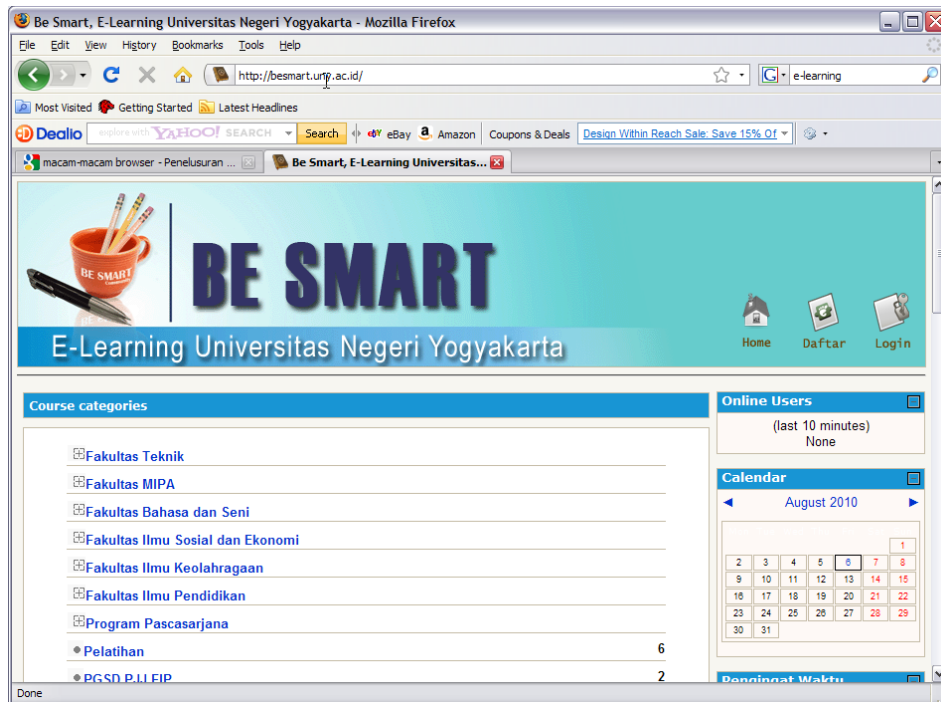 Be Smart, E-Learning Universitas Negeri Yogyakarta - Mozilla Firefox
File Edit View History Bookmarks Tools Help
http://besmart.uny.ac.id/ G e-learning
Most Visited Getting Started Latest Headlines
Dealio explore with YAHOO! SEARCH Search eBay Amazon Coupons & Deals Design Within Reach Sale: Save 15% Of
macam-macam browser - Penelusuran ... Be Smart, E-Learning Universitas...
BE SMART
BE SMART
E-Learning Universitas Negeri Yogyakarta
Home Daftar Login
Course categories
Fakultas Teknik
Fakultas MIPA
Fakultas Bahasa dan Seni
Fakultas Ilmu Sosial dan Ekonomi
Fakultas Ilmu Keolahragaan
Fakultas Ilmu Pendidikan
Program Pascasarjana
Pelatihan 6
PGSD PJJ FIP 2
Online Users
(last 10 minutes)
None
Calendar
◄ August 2010 ►
1
2 3 4 5 6 7 8
9 10 11 12 13 14 15
16 17 18 19 20 21 22
23 24 25 26 27 28 29
30 31
Pengingat Waktu
Done